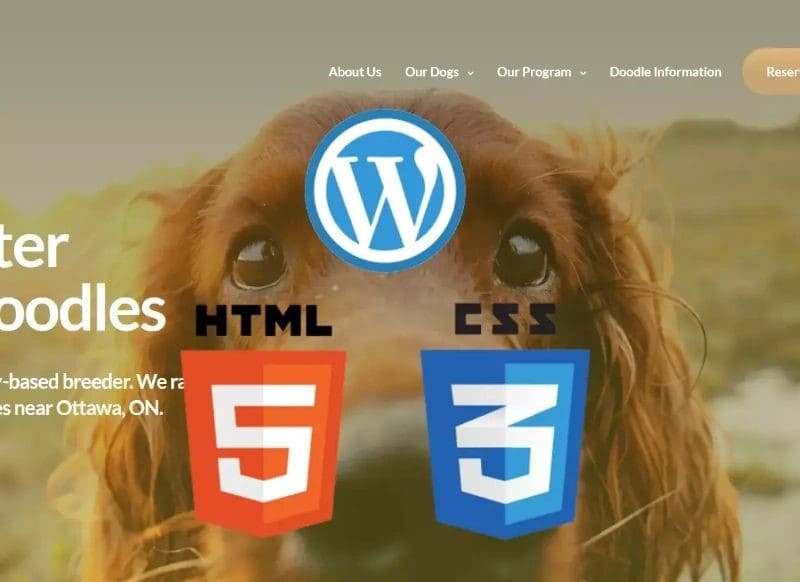 About Us Our Dogs Our Program Doodle Information Reser
W
ter
oodles
HTML CSS
y-based breeder. We ra
es near Ottawa, ON.
5 3